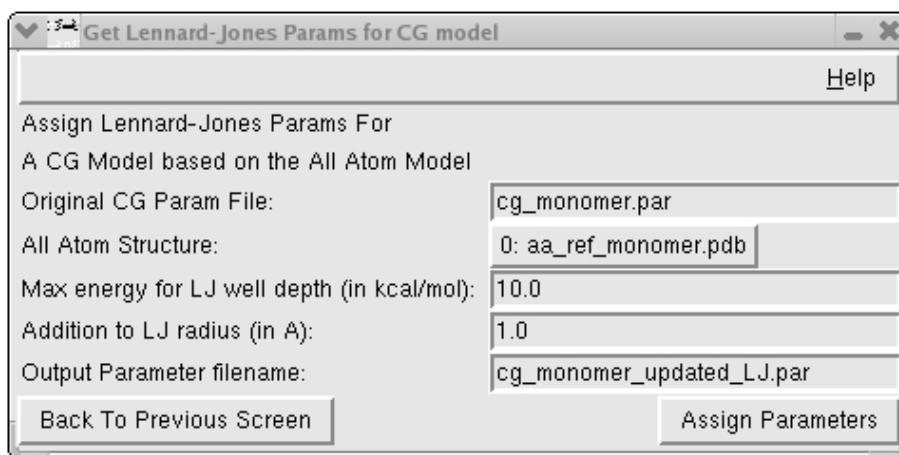 Get Lennard-Jones Params for CG model
Help
Assign Lennard-Jones Params For
A CG Model based on the All Atom Model
Original CG Param File: cg_monomer.par
All Atom Structure: 0: aa_ref_monomer.pdb
Max energy for LJ well depth (in kcal/mol): 10.0
Addition to LJ radius (in A): 1.0
Output Parameter filename: cg_monomer_updated_LJ.par
Back To Previous Screen Assign Parameters